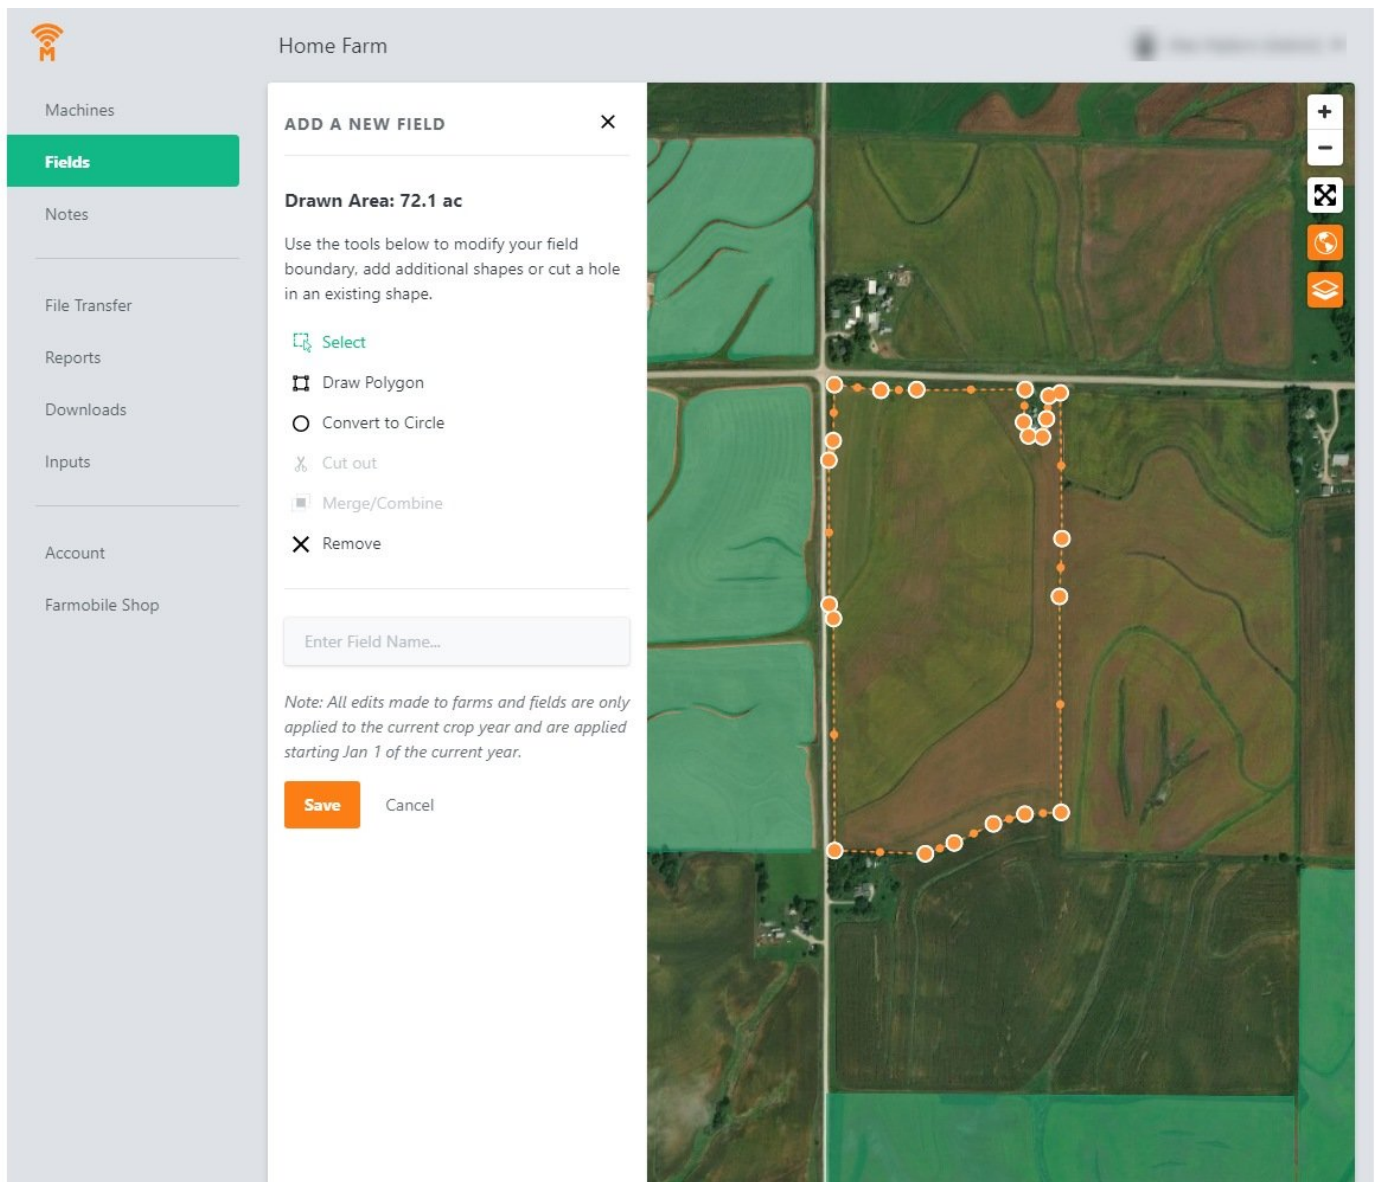 Home Farm
Machines
Fields
Notes
File Transfer
Reports
Downloads
Inputs
Account
Farmobile Shop
ADD A NEW FIELD
Drawn Area: 72.1 ac
Use the tools below to modify your field
boundary, add additional shapes or cut a hole
in an existing shape.
Select
Draw Polygon
Convert to Circle
Cut out
Merge/Combine
Remove
Enter Field Name...
Note: All edits made to farms and fields are only
applied to the current crop year and are applied
starting Jan 1 of the current year.
Save Cancel